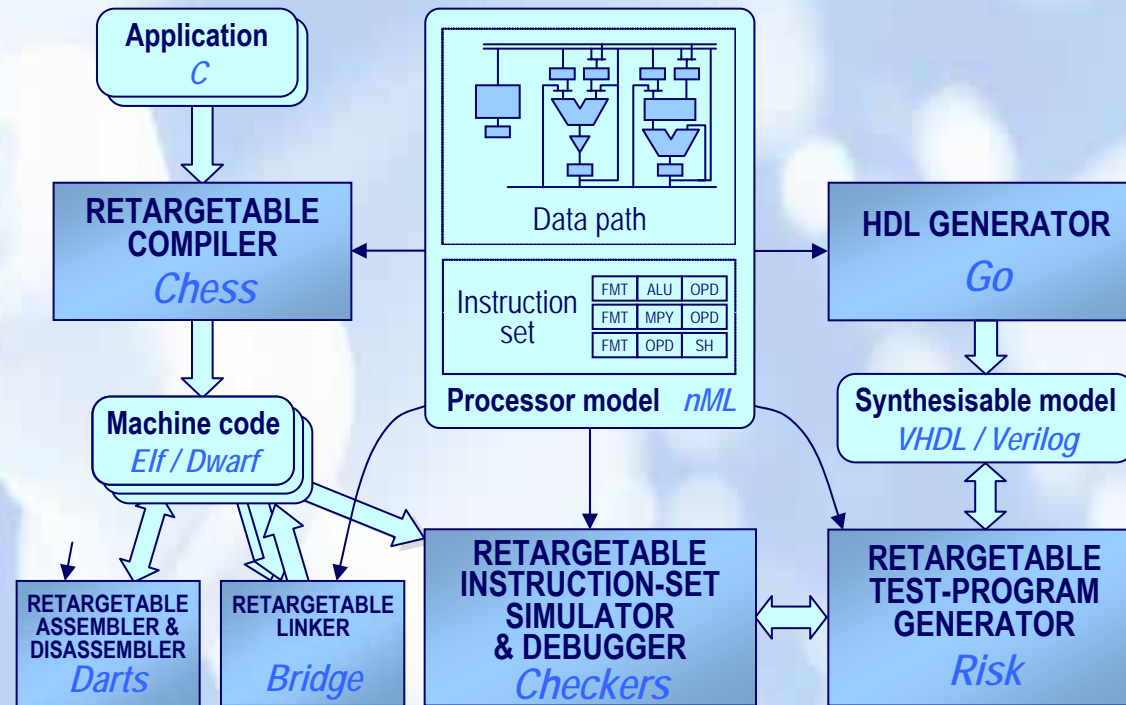 Application
C
RETARGETABLE
COMPILER
Chess
Machine code
Elf / Dwarf
RETARGETABLE
ASSEMBLER &
DISASSEMBLER
Darts
RETARGETABLE
LINKER
Bridge
Data path
Instruction
set
FMT ALU OPD
FMT MPY OPD
FMT OPD SH
Processor model nML
RETARGETABLE
INSTRUCTION-SET
SIMULATOR
& DEBUGGER
Checkers
HDL GENERATOR
Go
Synthesisable model
VHDL / Verilog
RETARGETABLE
TEST-PROGRAM
GENERATOR
Risk